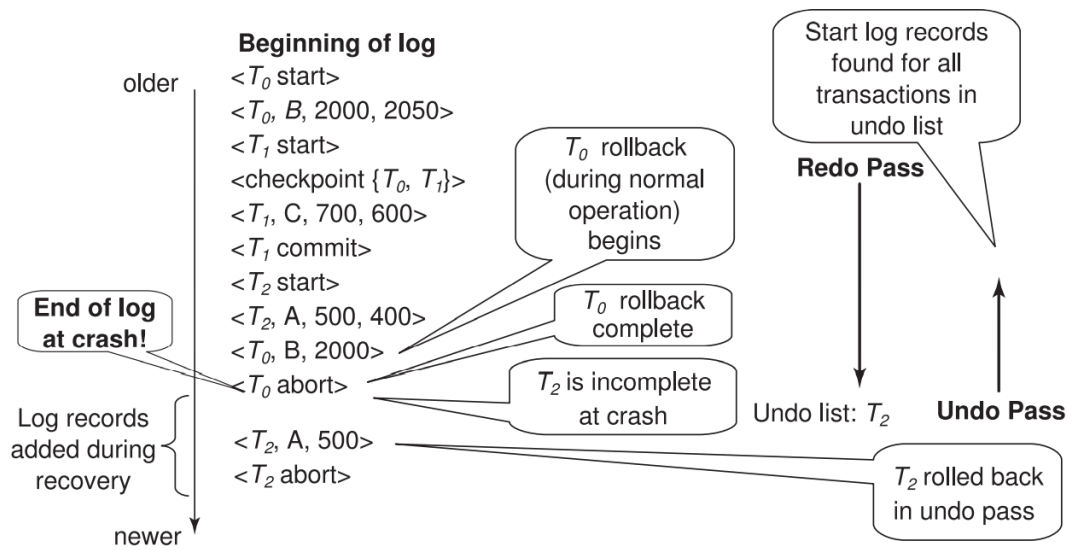 Beginning of log
older
<T0 start>
<T0, B, 2000, 2050>
<T1 start>
<checkpoint {T0, T1}>
<T1, C, 700, 600>
<T1 commit>
<T2 start>
<T2, A, 500, 400>
<T0, B, 2000>
<T0 abort>
<T2, A, 500>
<T2 abort>
newer
End of log
at crash!
Log records
added during
recovery
T0 rollback
(during normal
operation)
begins
T0 rollback
complete
T2 is incomplete
at crash
Start log records
found for all
transactions in
undo list
Redo Pass
Undo list: T2
Undo Pass
T2 rolled back
in undo pass